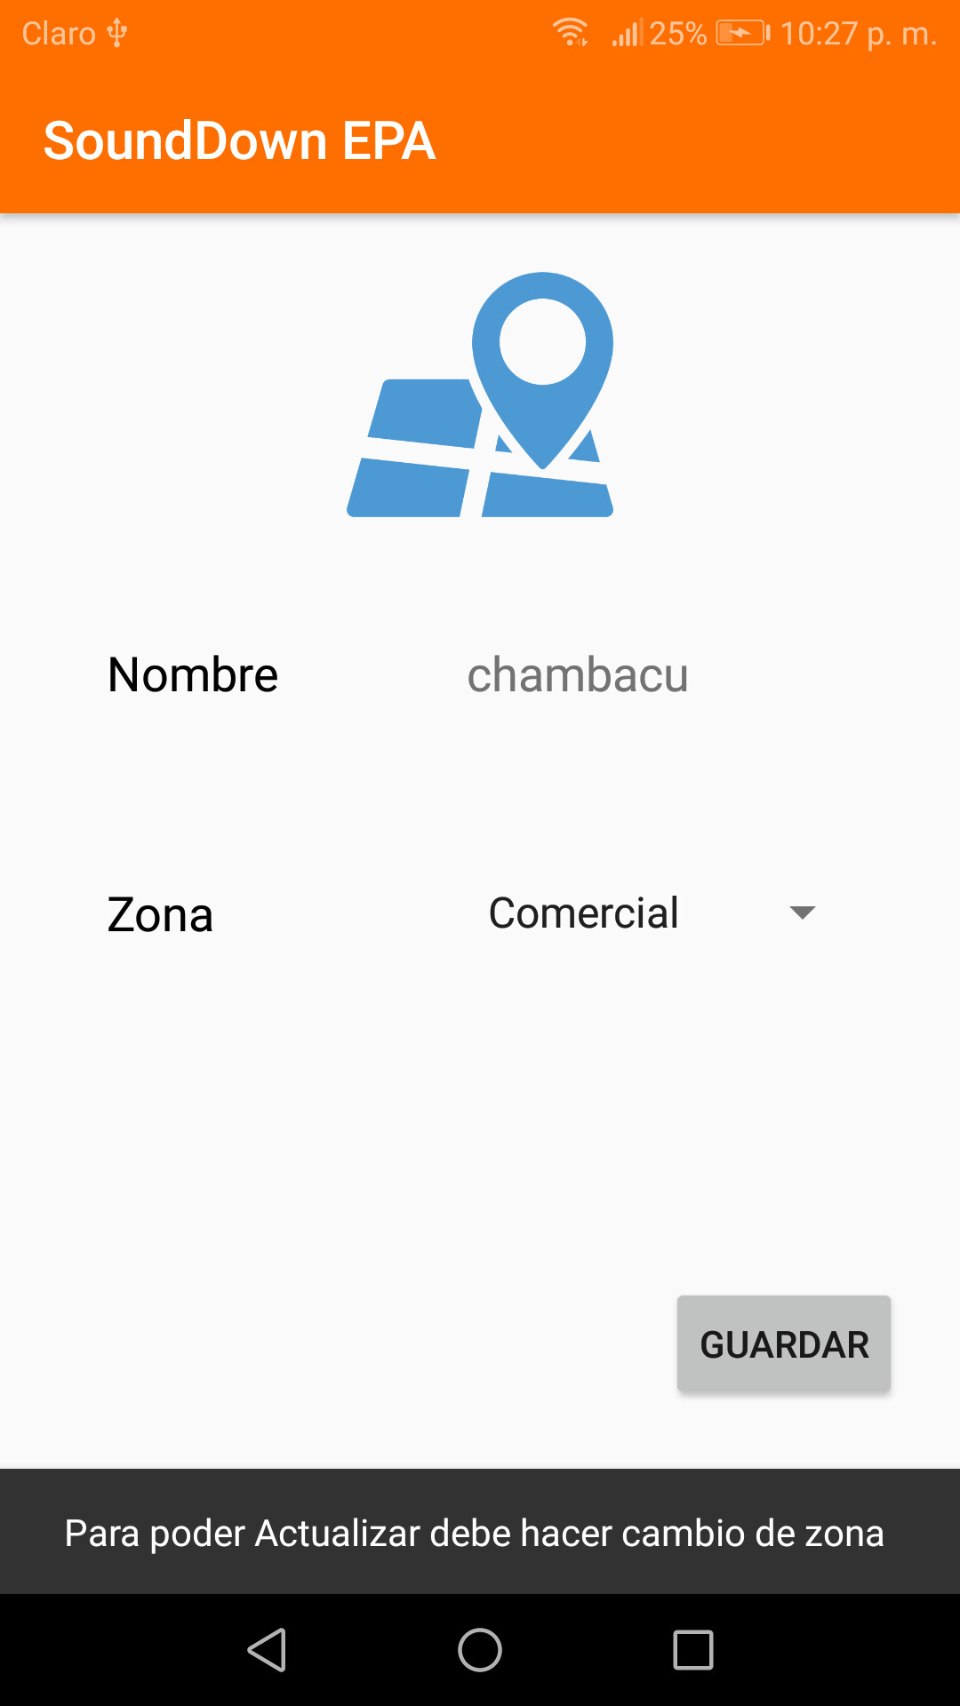 Claro 25% 10:27 p. m.
SoundDown EPA
Nombre chambacu
Zona Comercial
GUARDAR
Para poder Actualizar debe hacer cambio de zona